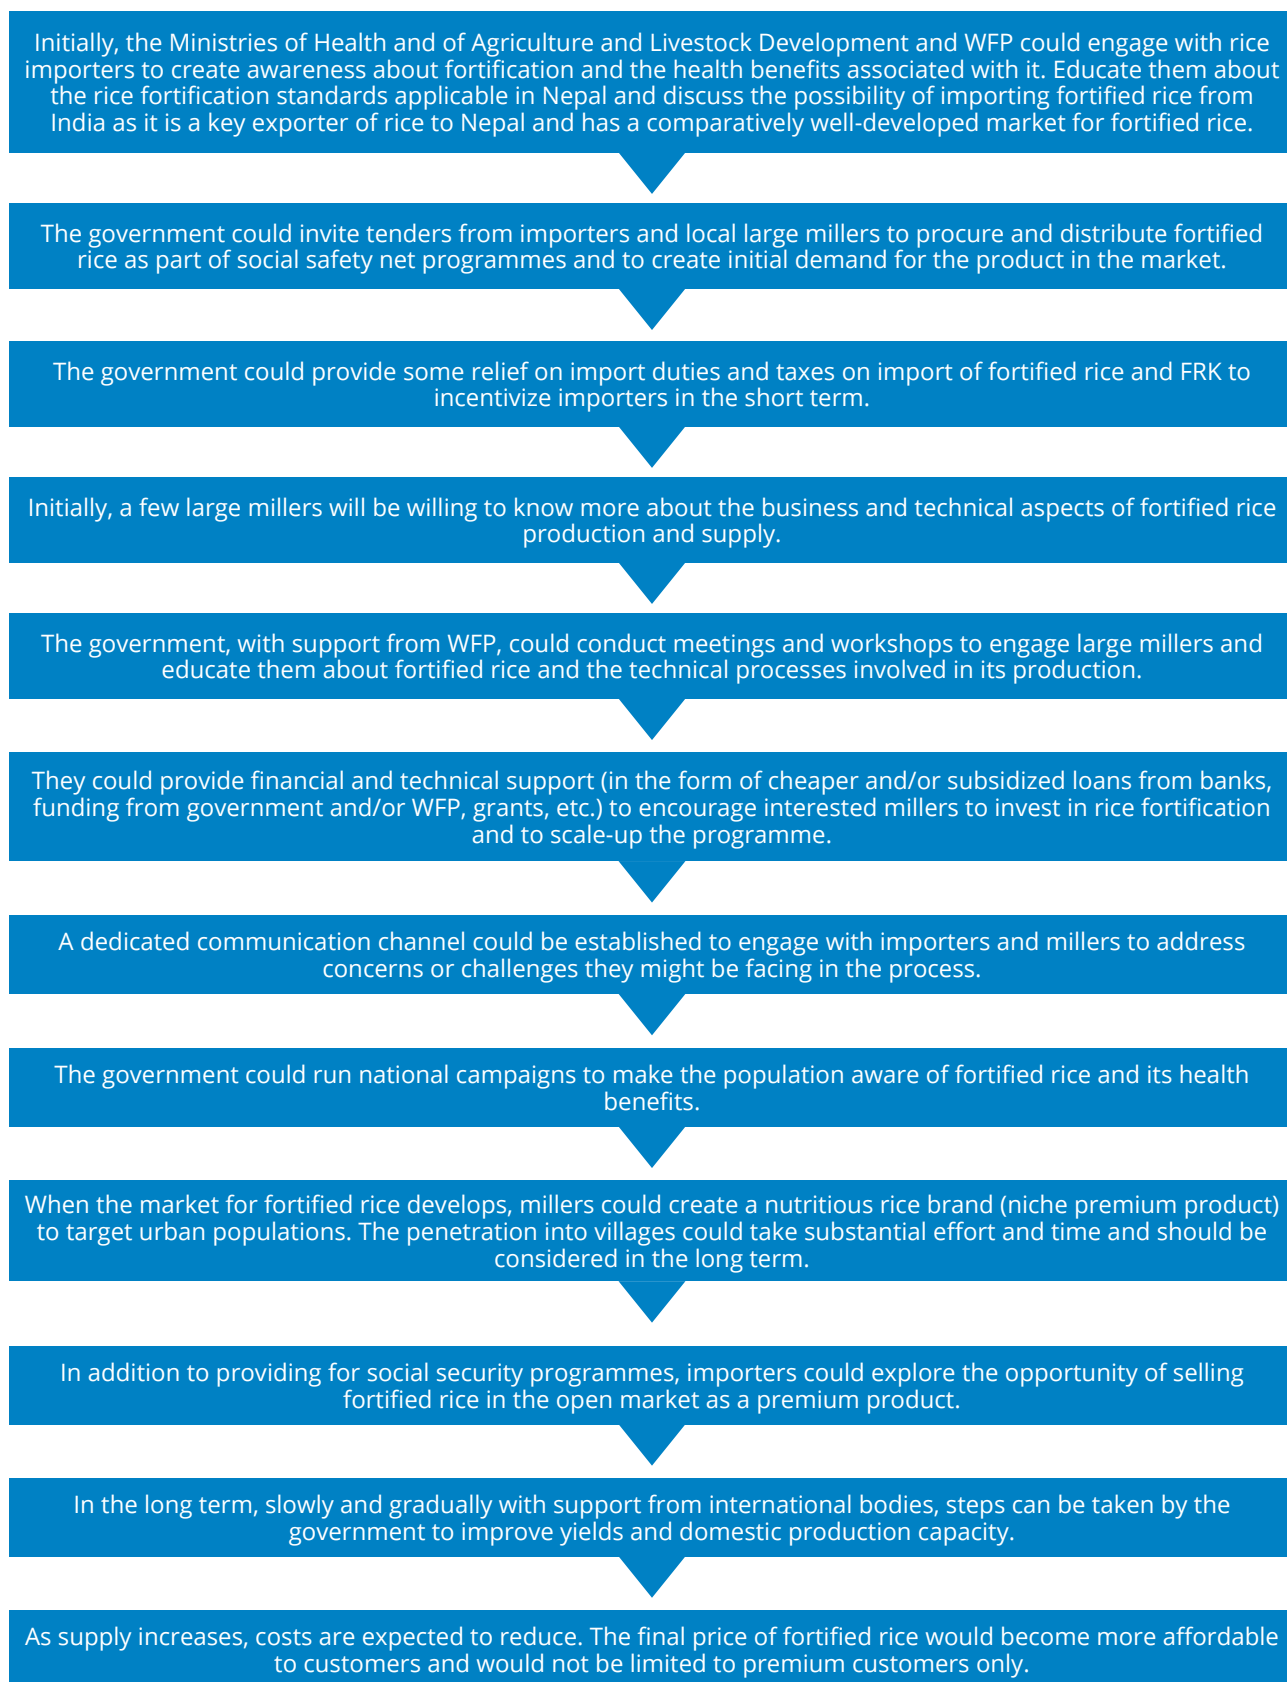 Initially, the Ministries of Health and of Agriculture and Livestock Development and WFP could engage with rice
importers to create awareness about fortification and the health benefits associated with it. Educate them about
the rice fortification standards applicable in Nepal and discuss the possibility of importing fortified rice from
India as it is a key exporter of rice to Nepal and has a comparatively well-developed market for fortified rice.
The government could invite tenders from importers and local large millers to procure and distribute fortified
rice as part of social safety net programmes and to create initial demand for the product in the market.
The government could provide some relief on import duties and taxes on import of fortified rice and FRK to
incentivize importers in the short term.
Initially, a few large millers will be willing to know more about the business and technical aspects of fortified rice
production and supply.
The government, with support from WFP, could conduct meetings and workshops to engage large millers and
educate them about fortified rice and the technical processes involved in its production.
They could provide financial and technical support (in the form of cheaper and/or subsidized loans from banks,
funding from government and/or WFP, grants, etc.) to encourage interested millers to invest in rice fortification
and to scale-up the programme.
A dedicated communication channel could be established to engage with importers and millers to address
concerns or challenges they might be facing in the process.
The government could run national campaigns to make the population aware of fortified rice and its health
benefits.
When the market for fortified rice develops, millers could create a nutritious rice brand (niche premium product)
to target urban populations. The penetration into villages could take substantial effort and time and should be
considered in the long term.
In addition to providing for social security programmes, importers could explore the opportunity of selling
fortified rice in the open market as a premium product.
In the long term, slowly and gradually with support from international bodies, steps can be taken by the
government to improve yields and domestic production capacity.
As supply increases, costs are expected to reduce. The final price of fortified rice would become more affordable
to customers and would not be limited to premium customers only.